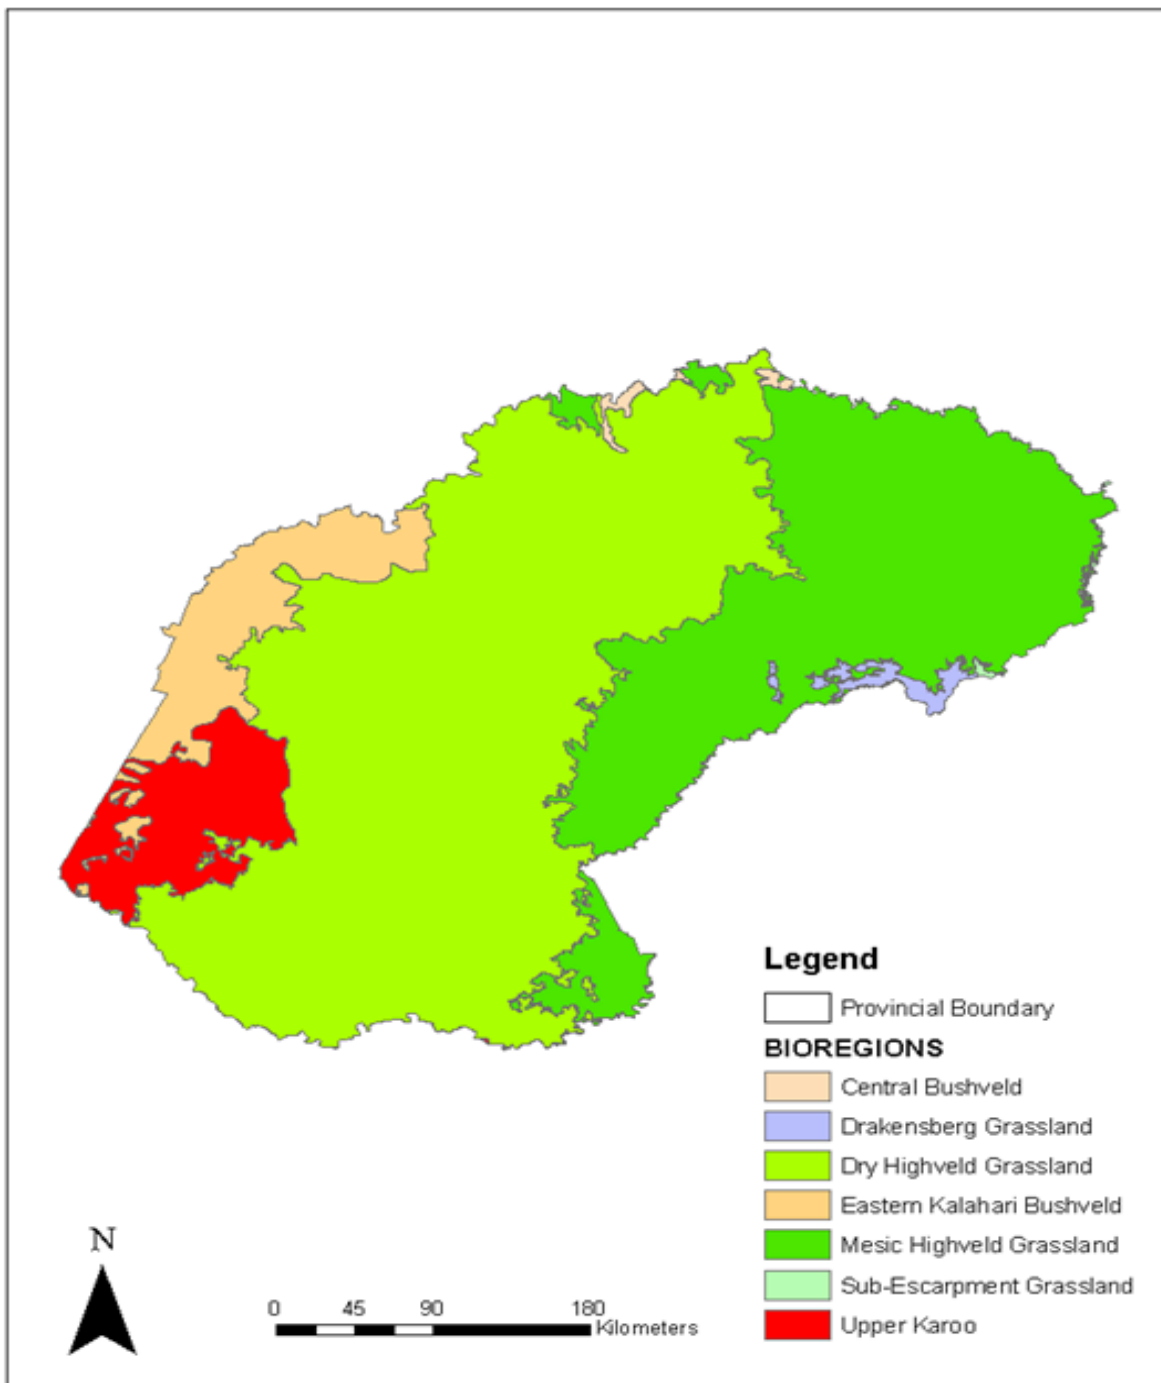 Legend
Provincial Boundary
BIOREGIONS
Central Bushveld
Drakensberg Grassland
Dry Highveld Grassland
Eastern Kalahari Bushveld
Mesic Highveld Grassland
Sub-Escarpment Grassland
Upper Karoo
N
0 45 90 180
Kilometers